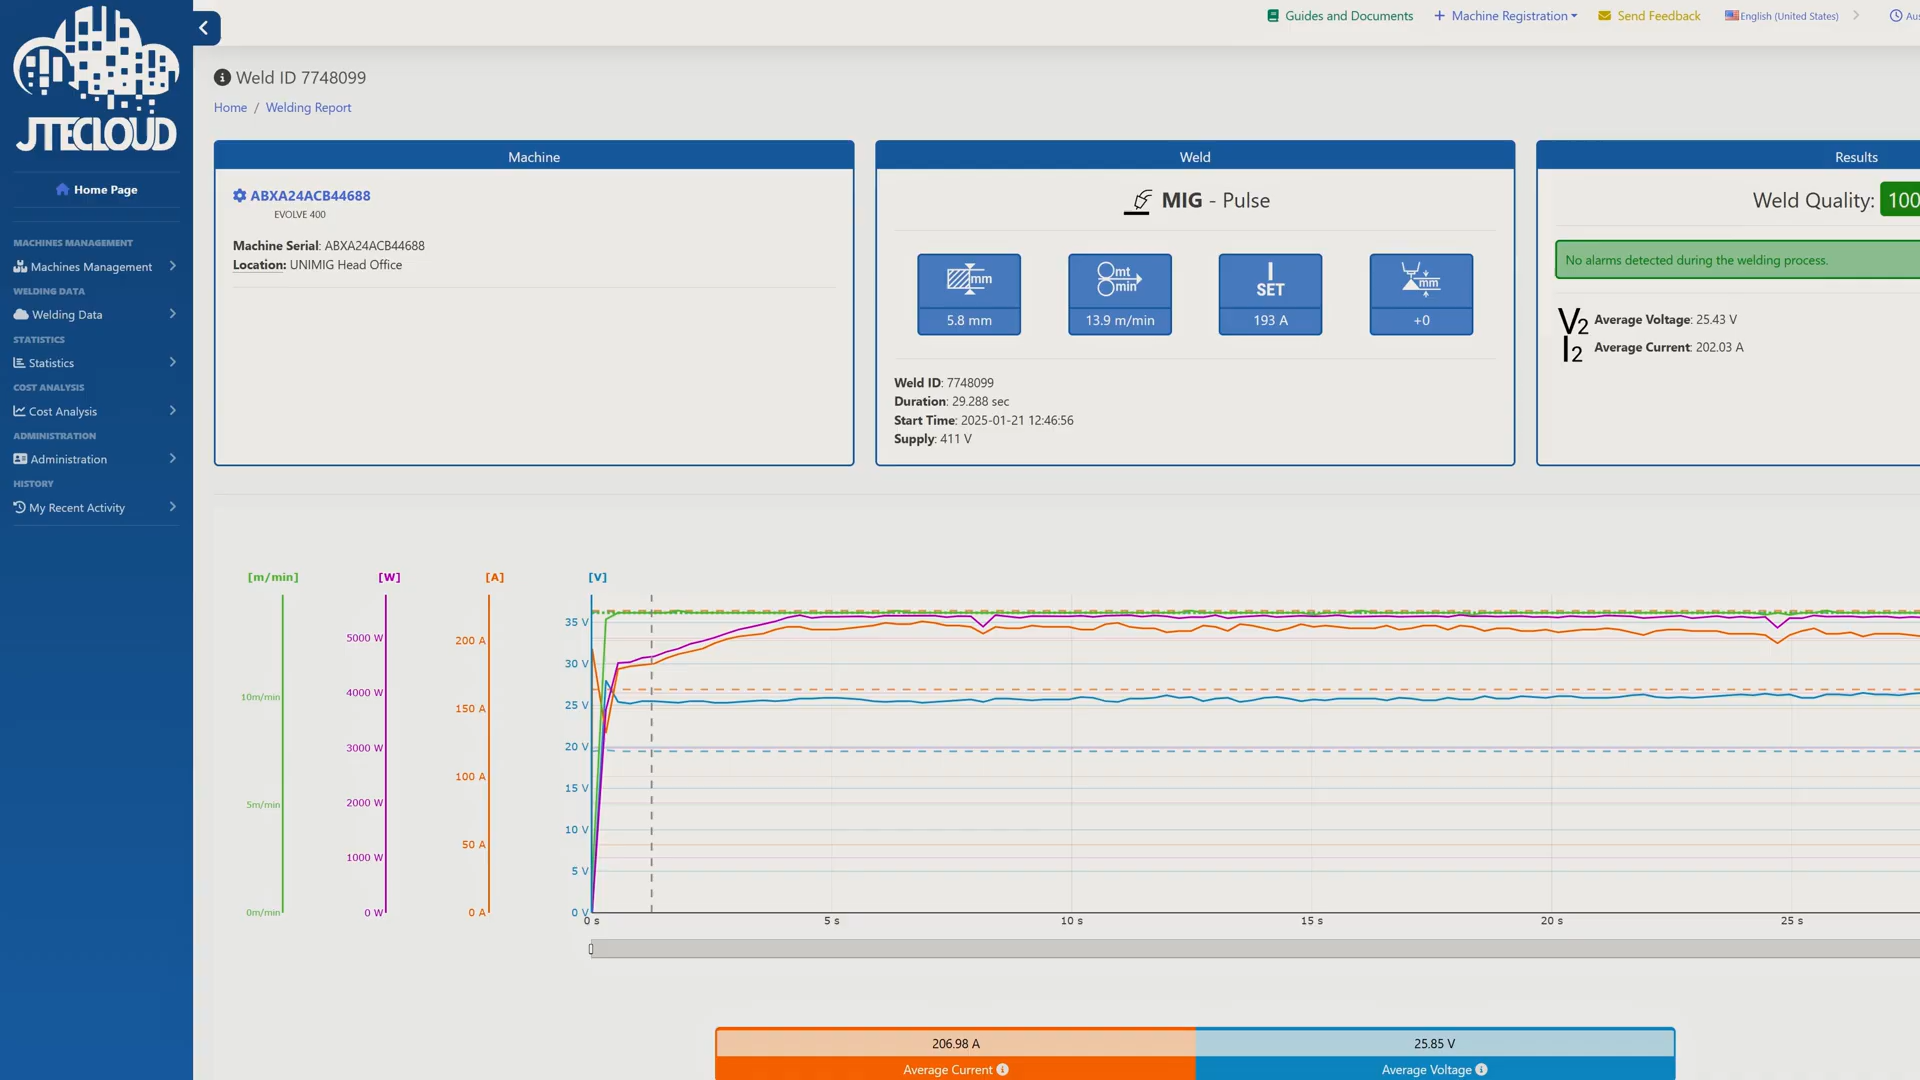 JTECLOUD
Home Page
MACHINES MANAGEMENT
Machines Management
WELDING DATA
Welding Data
STATISTICS
Statistics
COST ANALYSIS
Cost Analysis
ADMINISTRATION
Administration
HISTORY
My Recent Activity
Guides and Documents
Machine Registration
Send Feedback
English (United States)
Aus
Weld ID 7748099
Home / Welding Report
Machine
ABXA24ACB44688
EVOLVE 400
Machine Serial: ABXA24ACB44688
Location: UNIMIG Head Office
Weld
MIG - Pulse
mm
mt
min
SET
mm
5.8 mm
13.9 m/min
193 A
+0
Weld ID: 7748099
Duration: 29.288 sec
Start Time: 2025-01-21 12:46:56
Supply: 411 V
Results
Weld Quality: 100
No alarms detected during the welding process.
V2 Average Voltage: 25.43 V
I2 Average Current: 202.03 A
[m/min]
10m/min
5m/min
0m/min
[W]
5000 W
4000 W
3000 W
2000 W
1000 W
0 W
[A]
200 A
150 A
100 A
50 A
0 A
[V]
35 V
30 V
25 V
20 V
15 V
10 V
5 V
0 V
0 s 5 s 10 s 15 s 20 s 25 s
206.98 A 25.85 V
Average Current Average Voltage